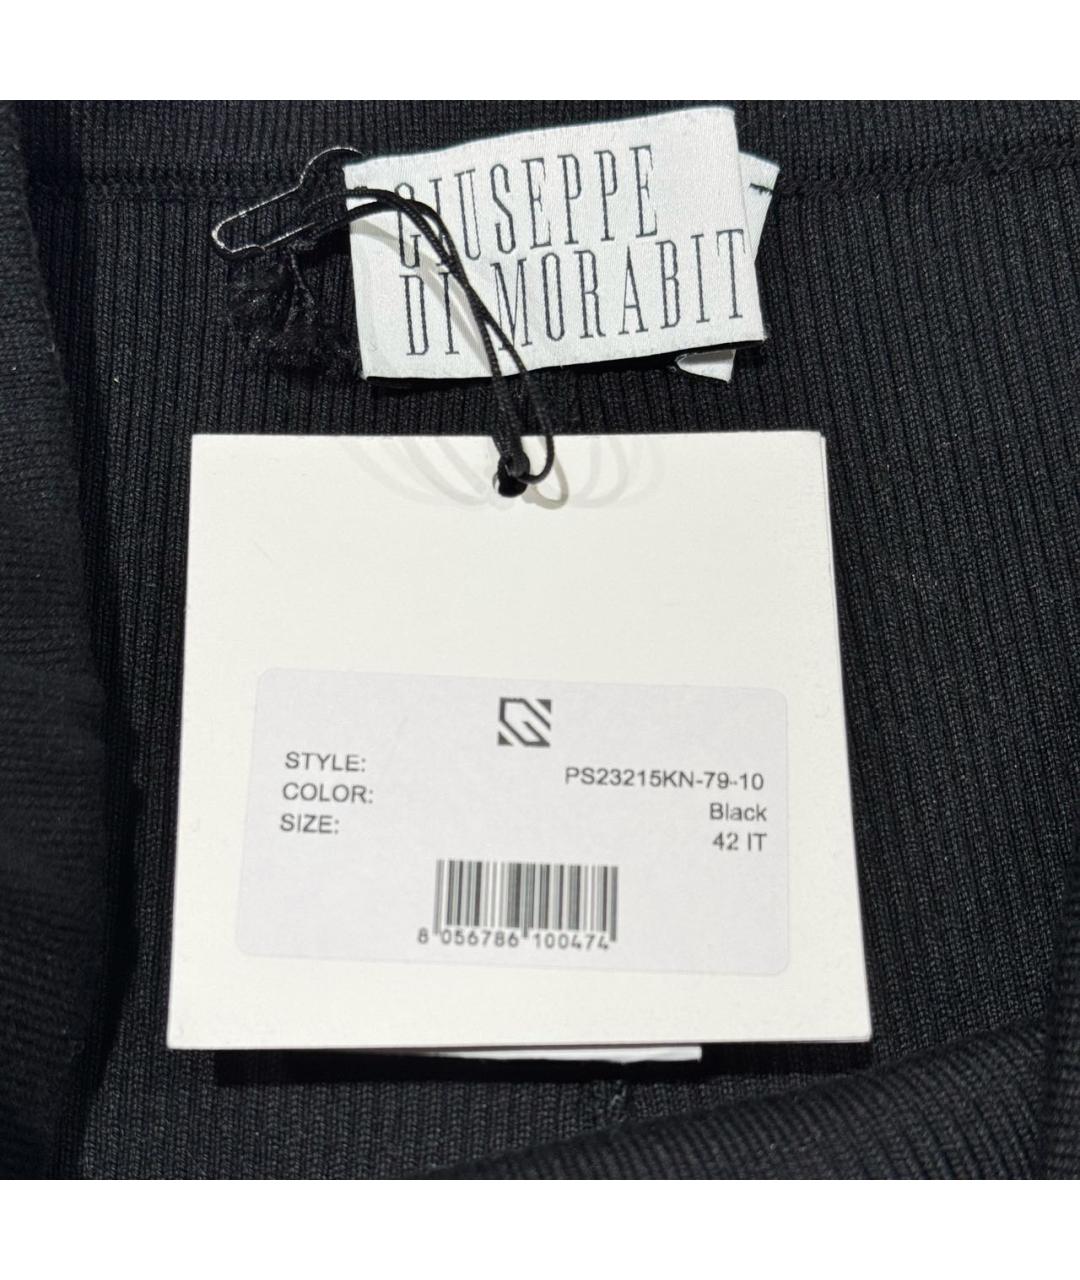 GIUSEPPE
DI MORABIT
STYLE: PS23215KN-79-10
COLOR: Black
SIZE: 42 IT
8 056786 100474